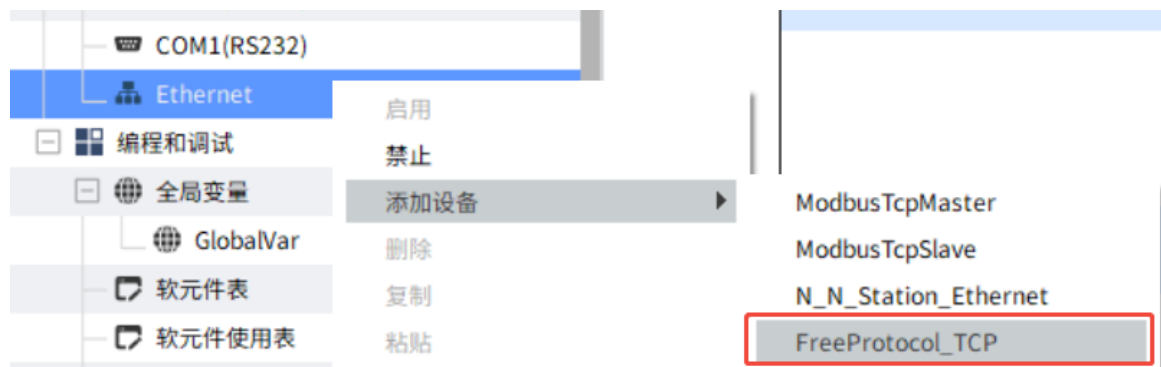 COM1(RS232)
Ethernet
编程和调试
全局变量
GlobalVar
软元件表
软元件使用表
启用
禁止
添加设备
删除
复制
粘贴
ModbusTcpMaster
ModbusTcpSlave
N_N_Station_Ethernet
FreeProtocol_TCP